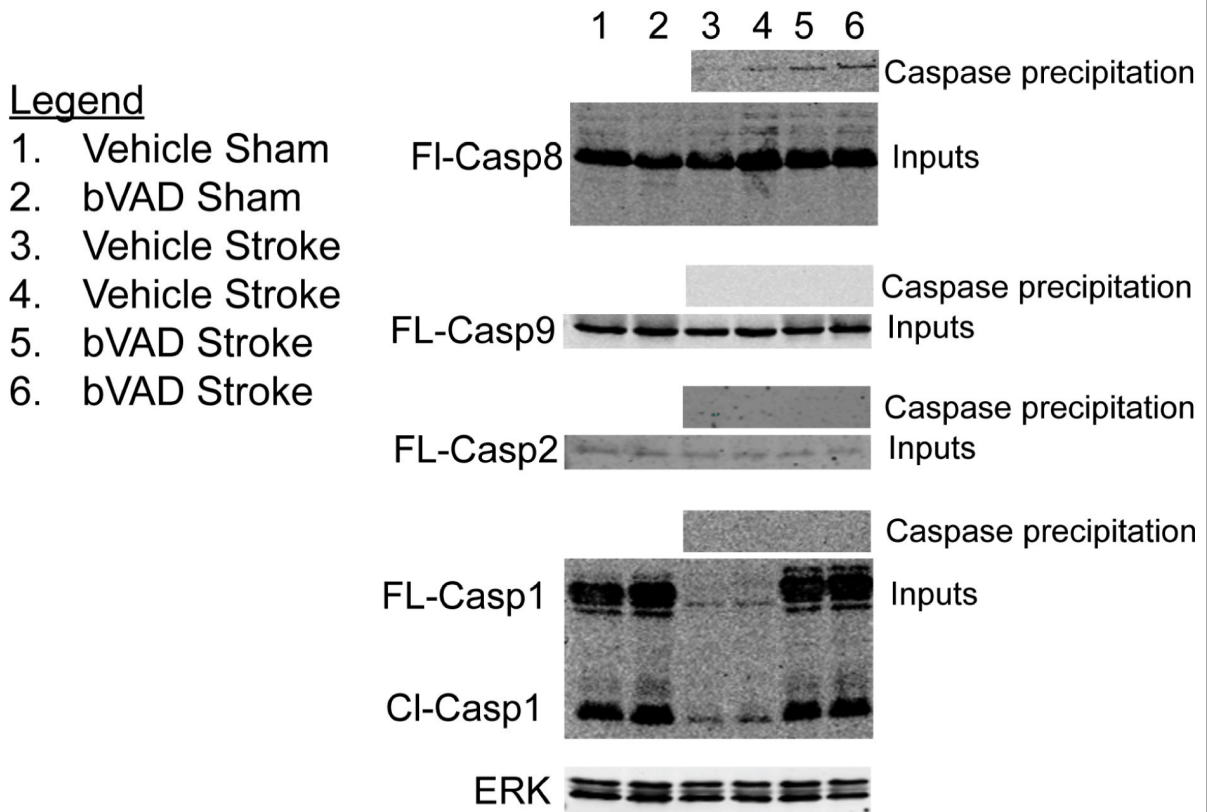 1 2 3 4 5 6
Caspase precipitation
Legend
1. Vehicle Sham
2. bVAD Sham
3. Vehicle Stroke
4. Vehicle Stroke
5. bVAD Stroke
6. bVAD Stroke
Fl-Casp8
Inputs
Caspase precipitation
FL-Casp9
Inputs
Caspase precipitation
FL-Casp2
Inputs
Caspase precipitation
FL-Casp1
Inputs
Cl-Casp1
ERK